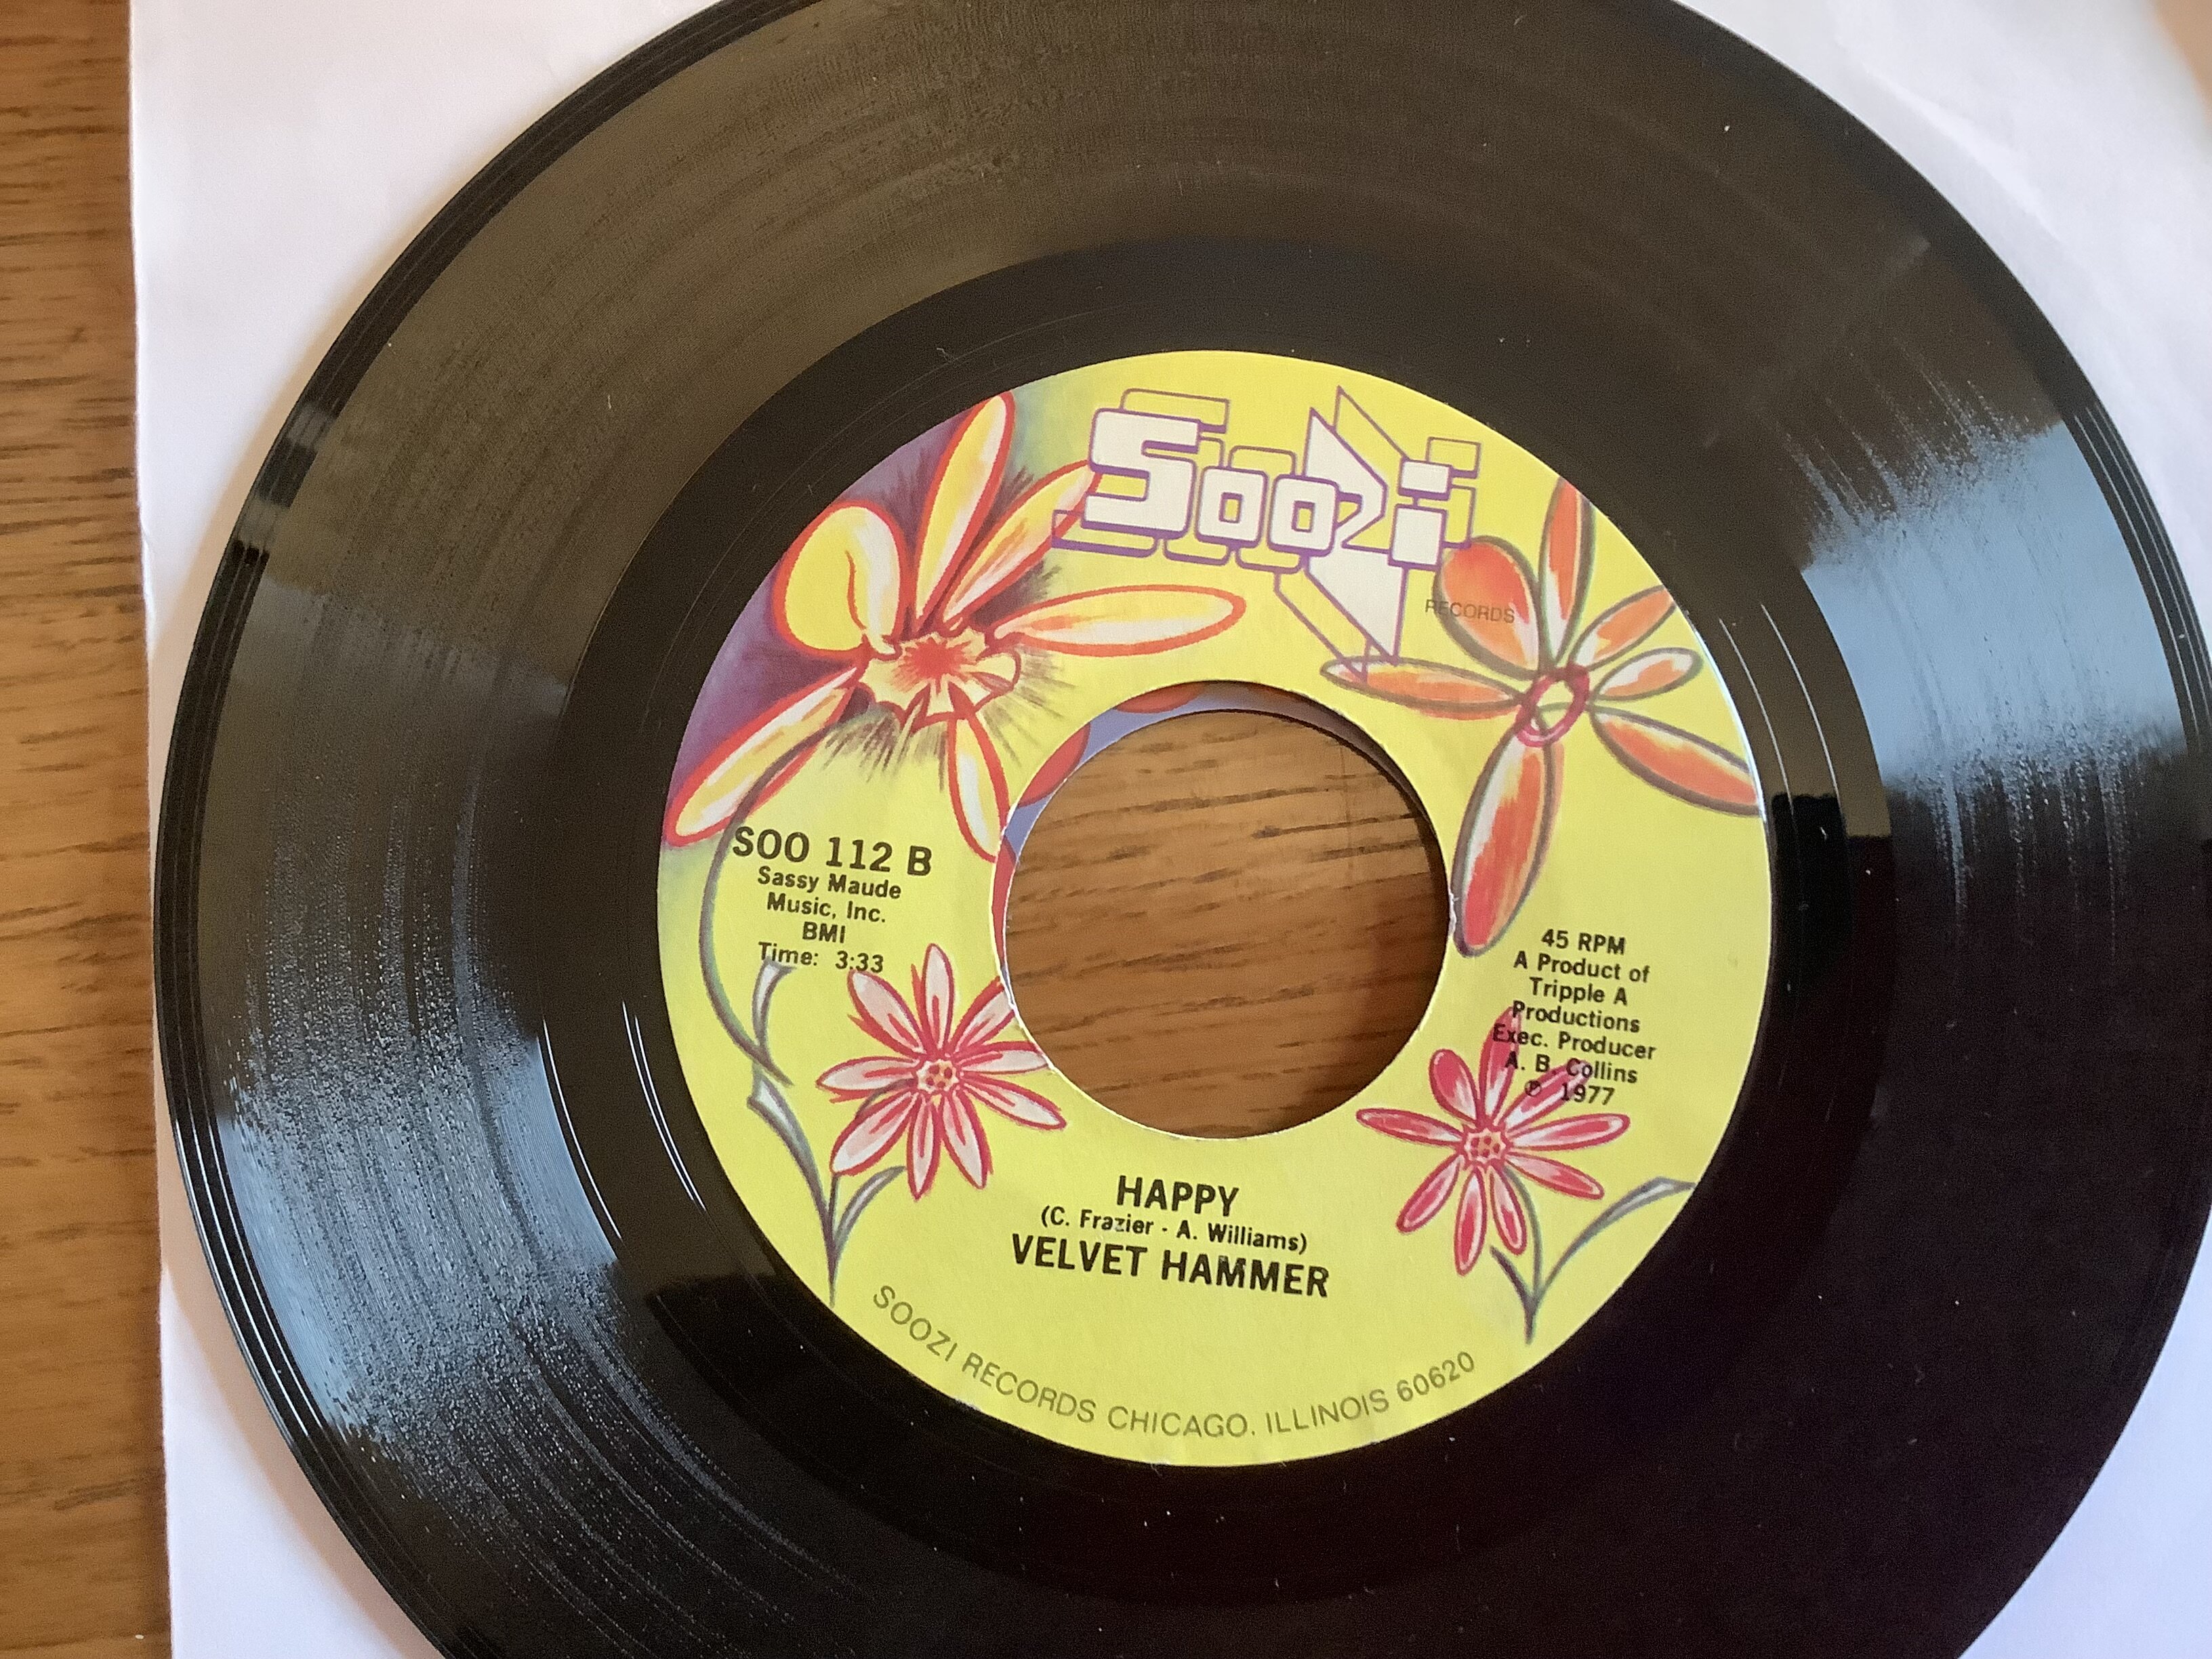 Soozi
RECORDS
SOO 112 B
Sassy Maude
Music, Inc.
BMI
Time: 3:33
45 RPM
A Product of
Tripple A
Productions
Exec. Producer
A. B. Collins
℗ 1977
HAPPY
(C. Frazier - A. Williams)
VELVET HAMMER
SOOZI RECORDS CHICAGO, ILLINOIS 60620